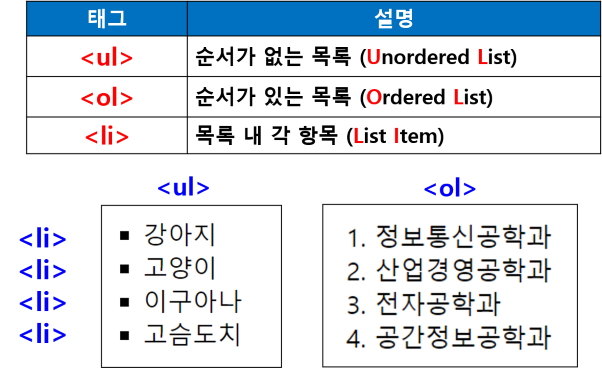 태그 설명
<ul> 순서가 없는 목록 (Unordered List)
<ol> 순서가 있는 목록 (Ordered List)
<li> 목록 내 각 항목 (List Item)
<ul> <ol>
<li> ▪ 강아지 1. 정보통신공학과
<li> ▪ 고양이 2. 산업경영공학과
<li> ▪ 이구아나 3. 전자공학과
<li> ▪ 고슴도치 4. 공간정보공학과